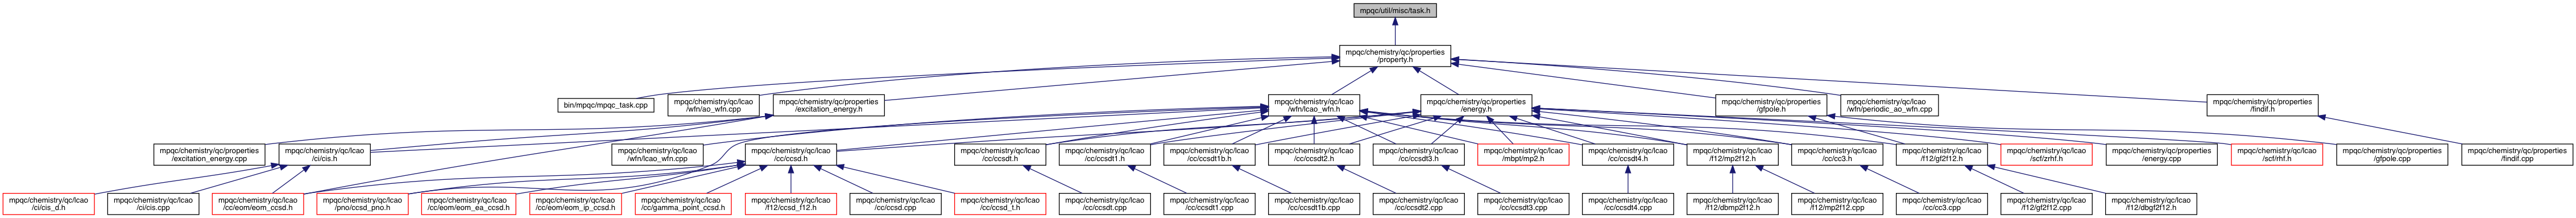 mpqc/util/misc/task.h
mpqc/chemistry/qc/properties
/property.h
bin/mpqc/mpqc_task.cpp
mpqc/chemistry/qc/lcao
/wfn/ao_wfn.cpp
mpqc/chemistry/qc/properties
/excitation_energy.h
mpqc/chemistry/qc/lcao
/wfn/lcao_wfn.h
mpqc/chemistry/qc/properties
/energy.h
mpqc/chemistry/qc/properties
/gfpole.h
mpqc/chemistry/qc/lcao
/wfn/periodic_ao_wfn.cpp
mpqc/chemistry/qc/properties
/findif.h
mpqc/chemistry/qc/properties
/excitation_energy.cpp
mpqc/chemistry/qc/lcao
/ci/cis.h
mpqc/chemistry/qc/lcao
/wfn/lcao_wfn.cpp
mpqc/chemistry/qc/lcao
/cc/ccsd.h
mpqc/chemistry/qc/lcao
/cc/ccsdt.h
mpqc/chemistry/qc/lcao
/cc/ccsdt1.h
mpqc/chemistry/qc/lcao
/cc/ccsdt1b.h
mpqc/chemistry/qc/lcao
/cc/ccsdt2.h
mpqc/chemistry/qc/lcao
/cc/ccsdt3.h
mpqc/chemistry/qc/lcao
/mbpt/mp2.h
mpqc/chemistry/qc/lcao
/cc/ccsdt4.h
mpqc/chemistry/qc/lcao
/f12/mp2f12.h
mpqc/chemistry/qc/lcao
/cc/cc3.h
mpqc/chemistry/qc/lcao
/f12/gf2f12.h
mpqc/chemistry/qc/lcao
/scf/zrhf.h
mpqc/chemistry/qc/properties
/energy.cpp
mpqc/chemistry/qc/lcao
/scf/rhf.h
mpqc/chemistry/qc/properties
/gfpole.cpp
mpqc/chemistry/qc/properties
/findif.cpp
mpqc/chemistry/qc/lcao
/ci/cis_d.h
mpqc/chemistry/qc/lcao
/ci/cis.cpp
mpqc/chemistry/qc/lcao
/cc/eom/eom_ccsd.h
mpqc/chemistry/qc/lcao
/pno/ccsd_pno.h
mpqc/chemistry/qc/lcao
/cc/eom/eom_ea_ccsd.h
mpqc/chemistry/qc/lcao
/cc/eom/eom_ip_ccsd.h
mpqc/chemistry/qc/lcao
/cc/gamma_point_ccsd.h
mpqc/chemistry/qc/lcao
/f12/ccsd_f12.h
mpqc/chemistry/qc/lcao
/cc/ccsd.cpp
mpqc/chemistry/qc/lcao
/cc/ccsd_t.h
mpqc/chemistry/qc/lcao
/cc/ccsdt.cpp
mpqc/chemistry/qc/lcao
/cc/ccsdt1.cpp
mpqc/chemistry/qc/lcao
/cc/ccsdt1b.cpp
mpqc/chemistry/qc/lcao
/cc/ccsdt2.cpp
mpqc/chemistry/qc/lcao
/cc/ccsdt3.cpp
mpqc/chemistry/qc/lcao
/cc/ccsdt4.cpp
mpqc/chemistry/qc/lcao
/f12/dbmp2f12.h
mpqc/chemistry/qc/lcao
/f12/mp2f12.cpp
mpqc/chemistry/qc/lcao
/cc/cc3.cpp
mpqc/chemistry/qc/lcao
/f12/gf2f12.cpp
mpqc/chemistry/qc/lcao
/f12/dbgf2f12.h